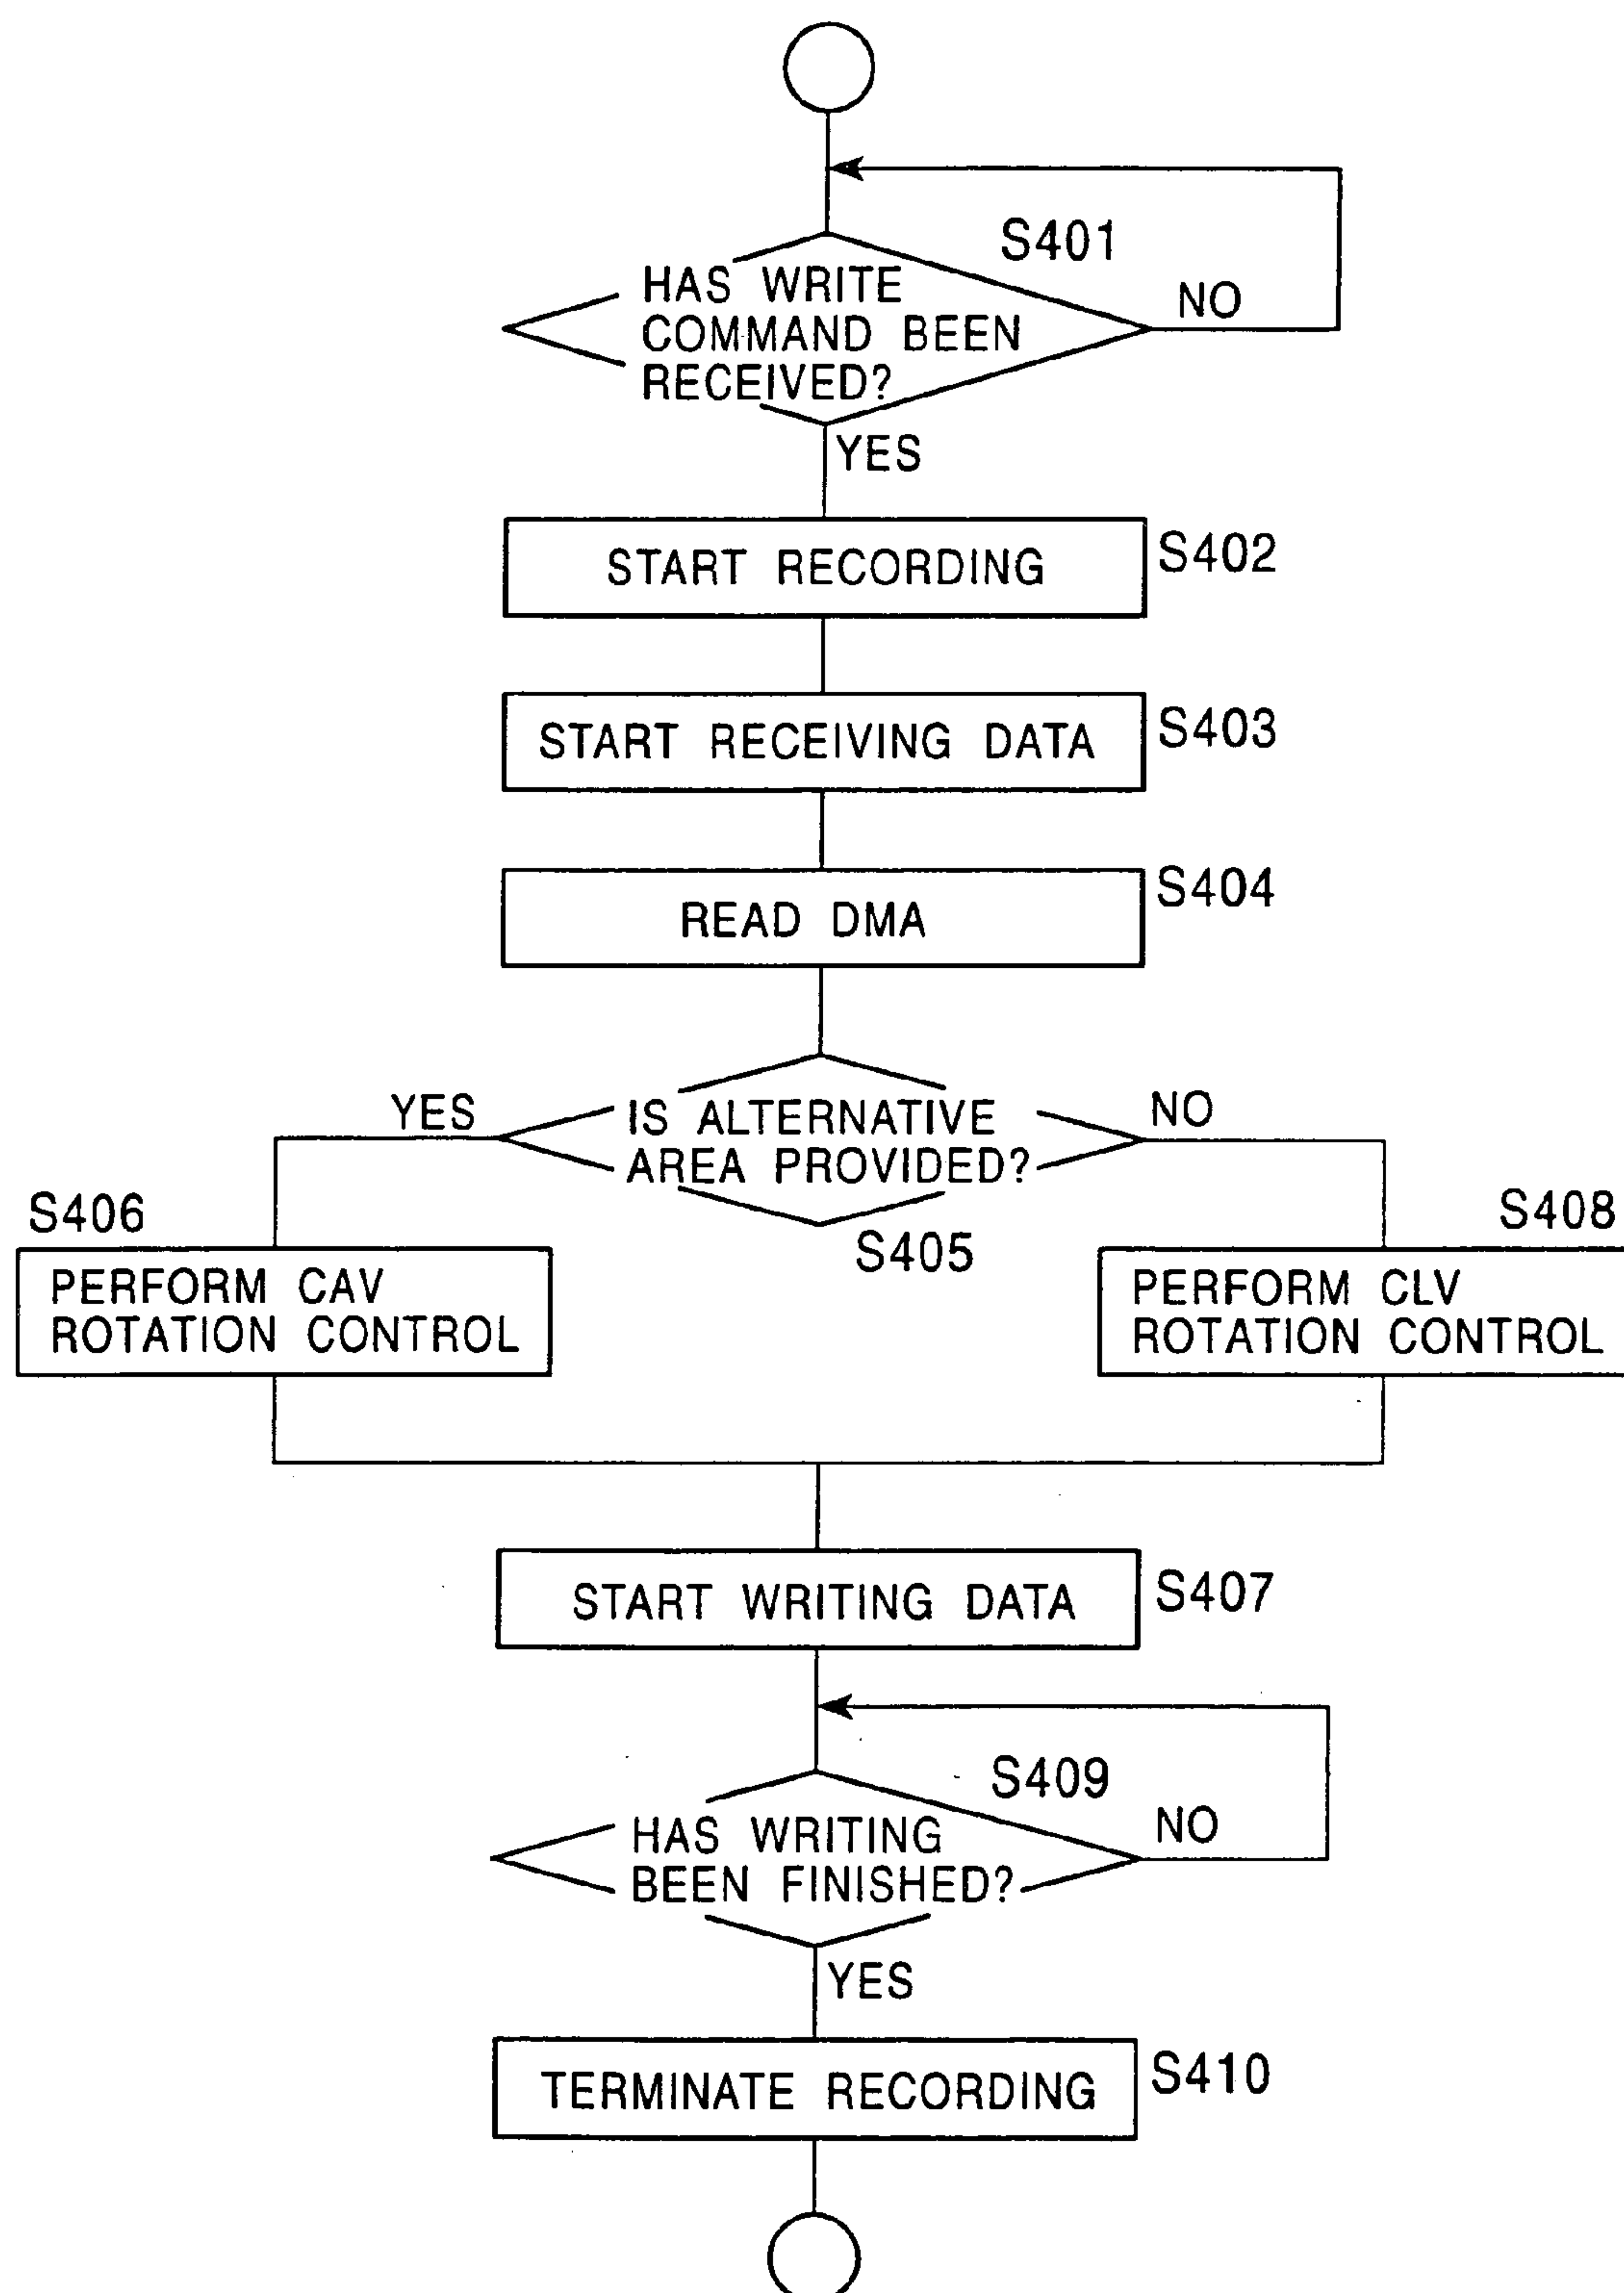 S401
HAS WRITE
COMMAND BEEN
RECEIVED?
NO
YES
START RECORDING
S402
START RECEIVING DATA
S403
READ DMA
S404
YES
IS ALTERNATIVE
AREA PROVIDED?
NO
S405
S406
PERFORM CAV
ROTATION CONTROL
S408
PERFORM CLV
ROTATION CONTROL
START WRITING DATA
S407
S409
HAS WRITING
BEEN FINISHED?
NO
YES
TERMINATE RECORDING
S410